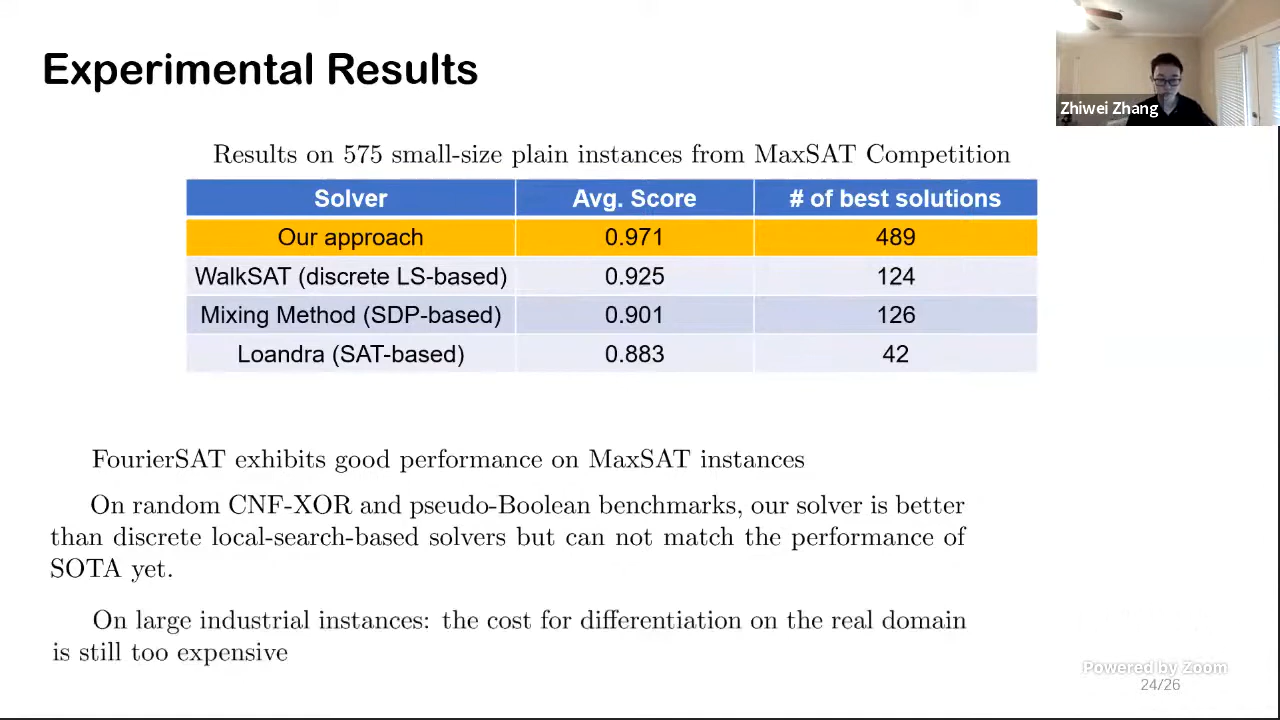 Experimental Results
Zhiwei Zhang
Results on 575 small-size plain instances from MaxSAT Competition
Solver Avg. Score # of best solutions
Our approach 0.971 489
WalkSAT (discrete LS-based) 0.925 124
Mixing Method (SDP-based) 0.901 126
Loandra (SAT-based) 0.883 42
FourierSAT exhibits good performance on MaxSAT instances
On random CNF-XOR and pseudo-Boolean benchmarks, our solver is better
than discrete local-search-based solvers but can not match the performance of
SOTA yet.
On large industrial instances: the cost for differentiation on the real domain
is still too expensive
Powered by Zoom
24/26